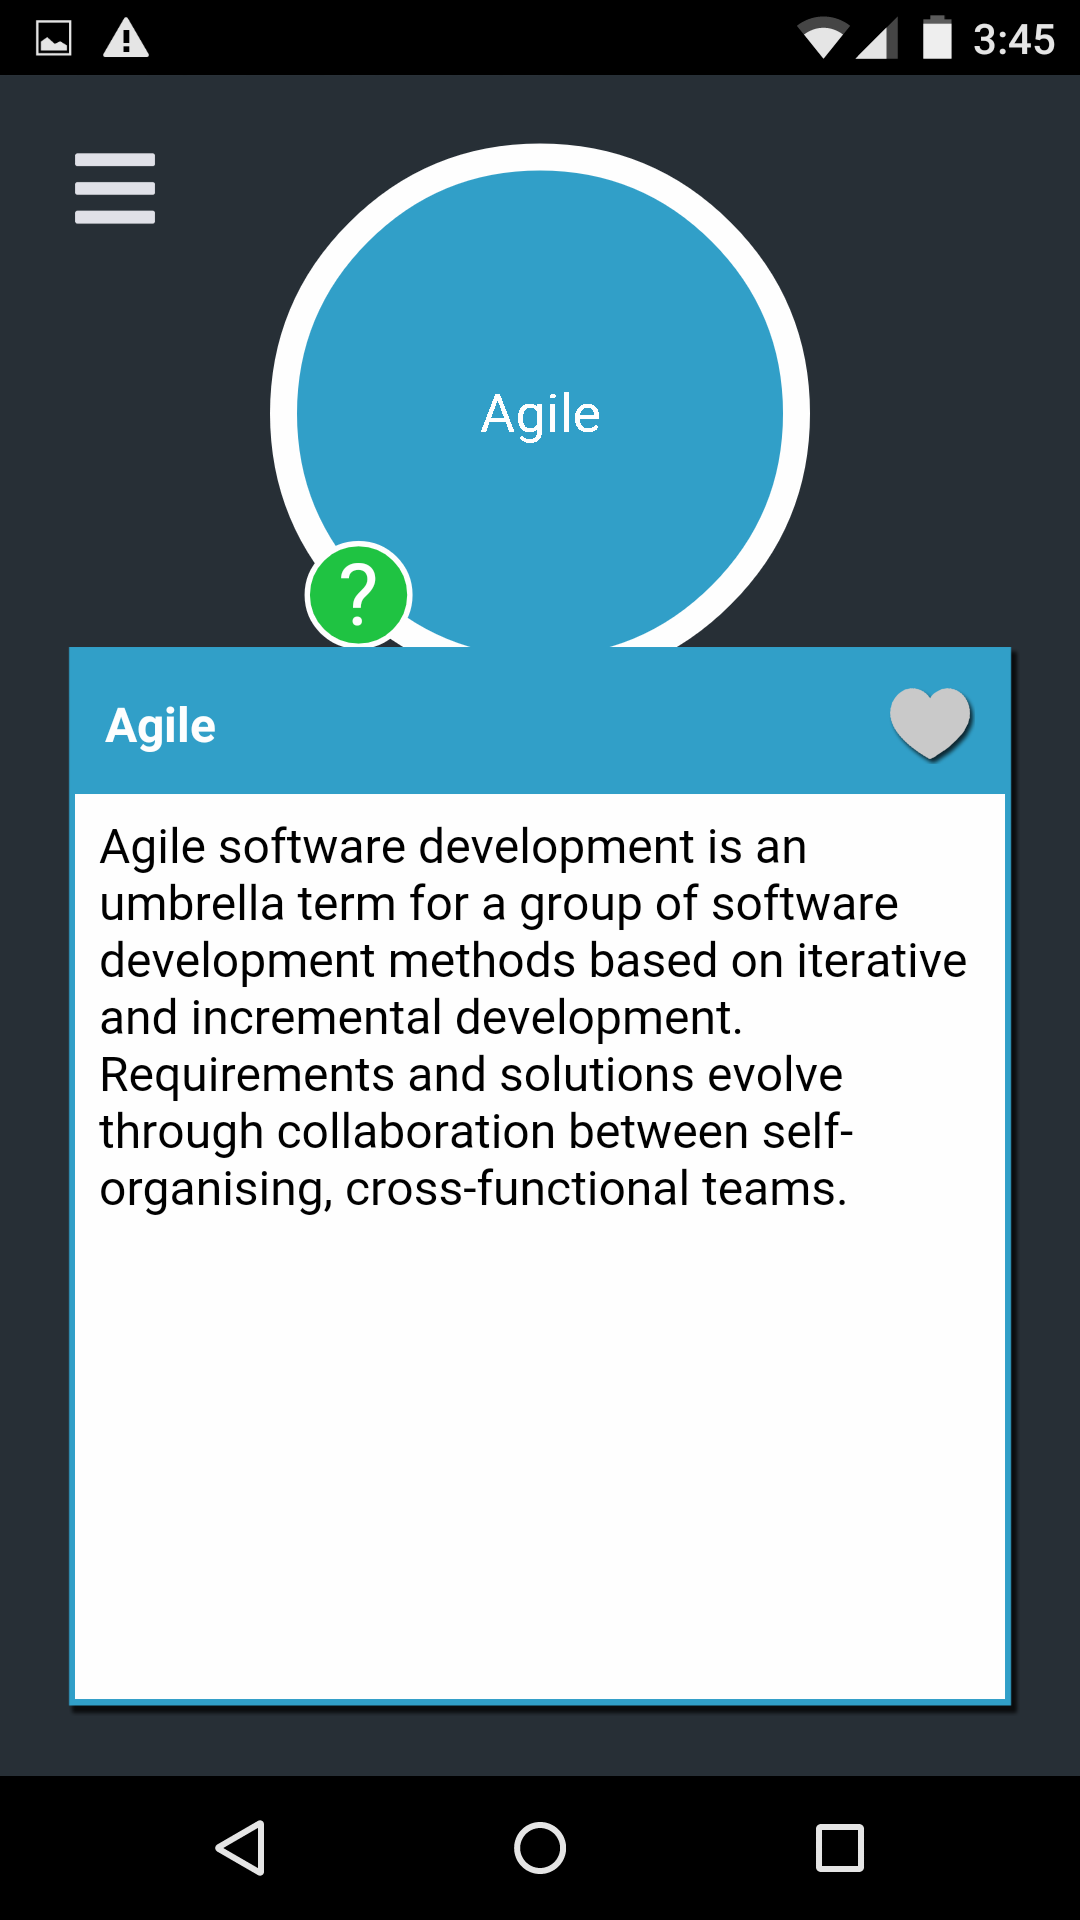 3:45
Agile
?
Agile
Agile software development is an
umbrella term for a group of software
development methods based on iterative
and incremental development.
Requirements and solutions evolve
through collaboration between self-
organising, cross-functional teams.